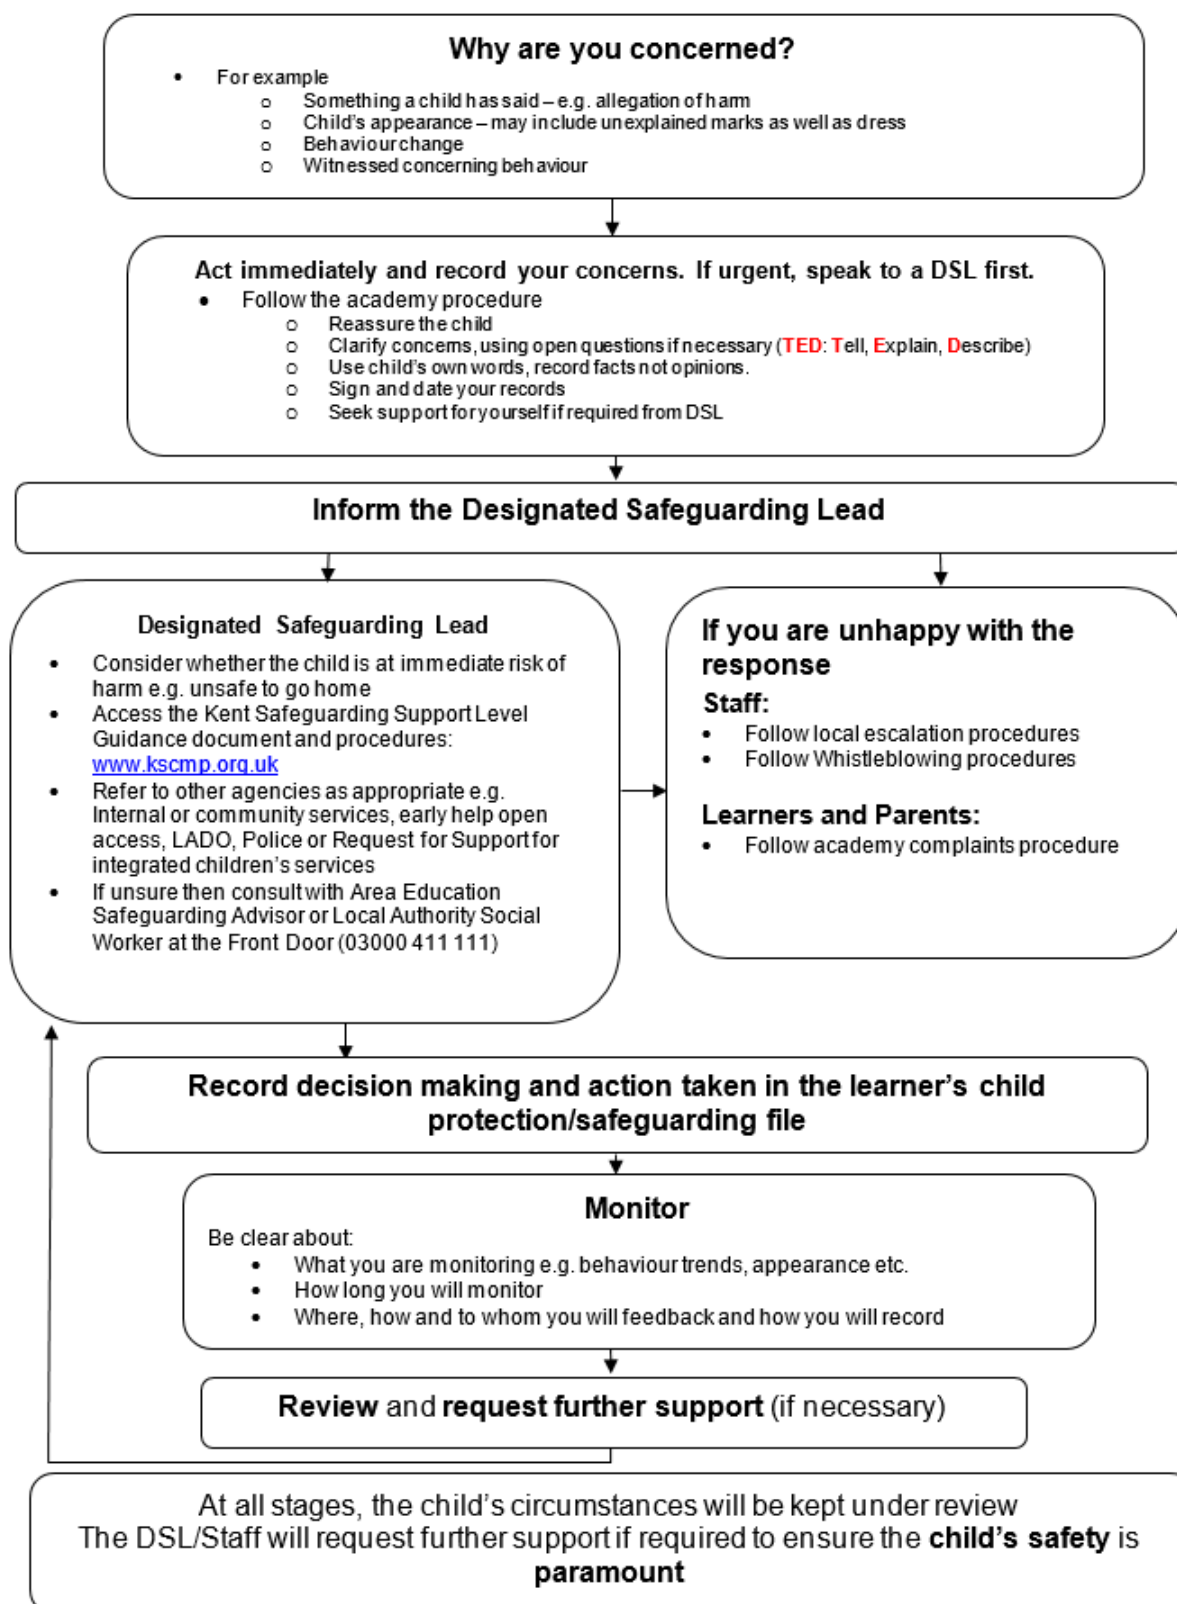 Why are you concerned?
• For example
o Something a child has said – e.g. allegation of harm
o Child's appearance – may include unexplained marks as well as dress
o Behaviour change
o Witnessed concerning behaviour
Act immediately and record your concerns. If urgent, speak to a DSL first.
• Follow the academy procedure
o Reassure the child
o Clarify concerns, using open questions if necessary (TED: Tell, Explain, Describe)
o Use child's own words, record facts not opinions.
o Sign and date your records
o Seek support for yourself if required from DSL
Inform the Designated Safeguarding Lead
Designated Safeguarding Lead
• Consider whether the child is at immediate risk of
harm e.g. unsafe to go home
• Access the Kent Safeguarding Support Level
Guidance document and procedures:
www.kscmp.org.uk
• Refer to other agencies as appropriate e.g.
Internal or community services, early help open
access, LADO, Police or Request for Support for
integrated children's services
• If unsure then consult with Area Education
Safeguarding Advisor or Local Authority Social
Worker at the Front Door (03000 411 111)
If you are unhappy with the
response
Staff:
• Follow local escalation procedures
• Follow Whistleblowing procedures
Learners and Parents:
• Follow academy complaints procedure
Record decision making and action taken in the learner's child
protection/safeguarding file
Monitor
Be clear about:
• What you are monitoring e.g. behaviour trends, appearance etc.
• How long you will monitor
• Where, how and to whom you will feedback and how you will record
Review and request further support (if necessary)
At all stages, the child's circumstances will be kept under review
The DSL/Staff will request further support if required to ensure the child's safety is
paramount